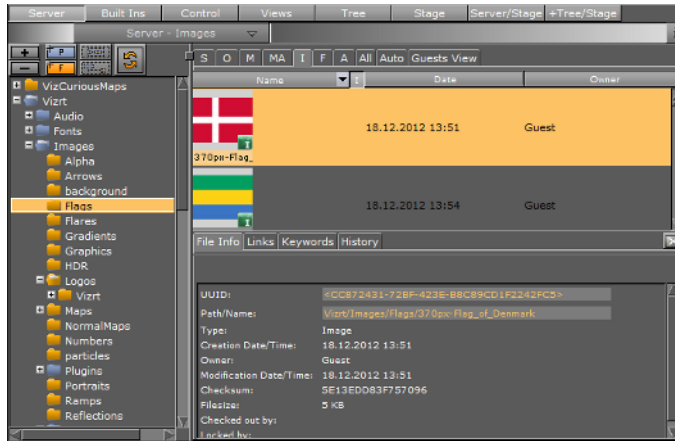 Server Built Ins Control Views Tree Stage Server/Stage +Tree/Stage
Server - Images
+ P
S O M MA I F A All Auto Guests View
- F
Name I Date Owner
VizCuriousMaps
Vizrt
Audio
Fonts
Images
Alpha
Arrows
background
Flags
Flares
Gradients
Graphics
HDR
Logos
Vizrt
Maps
NormalMaps
Numbers
particles
Plugins
Portraits
Ramps
Reflections
I
370px-Flag_
18.12.2012 13:51 Guest
I
18.12.2012 13:54 Guest
File Info Links Keywords History
UUID: <CC872431-72BF-423E-B8C89CD1F2242FC5>
Path/Name: Vizrt/Images/Flags/370px-Flag_of_Denmark
Type: Image
Creation Date/Time: 18.12.2012 13:51
Owner: Guest
Modification Date/Time: 18.12.2012 13:51
Checksum: 5E13EDD83F757096
Filesize: 5 KB
Checked out by:
Locked by: